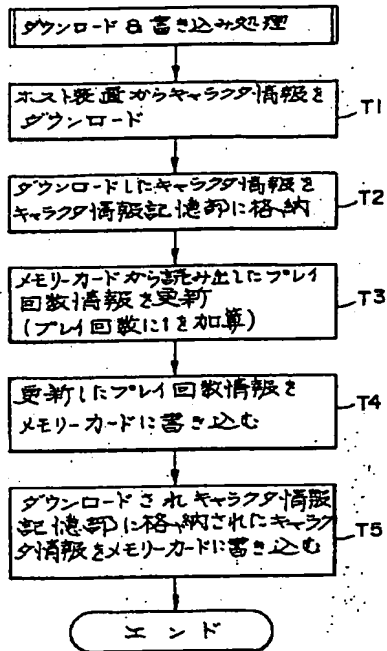 ダウンロード&書き込み処理
ホスト装置からキャラクタ情報を
ダウンロード
T1
ダウンロードしたキャラクタ情報を
キャラクタ情報記憶部に格納
T2
メモリーカードから読み出したプレイ
回数情報を更新
(プレイ回数に1を加算)
T3
更新したプレイ回数情報を
メモリーカードに書き込む
T4
ダウンロードされキャラクタ情報
記憶部に格納されたキャラク
タ情報をメモリーカードに書き込む
T5
エンド